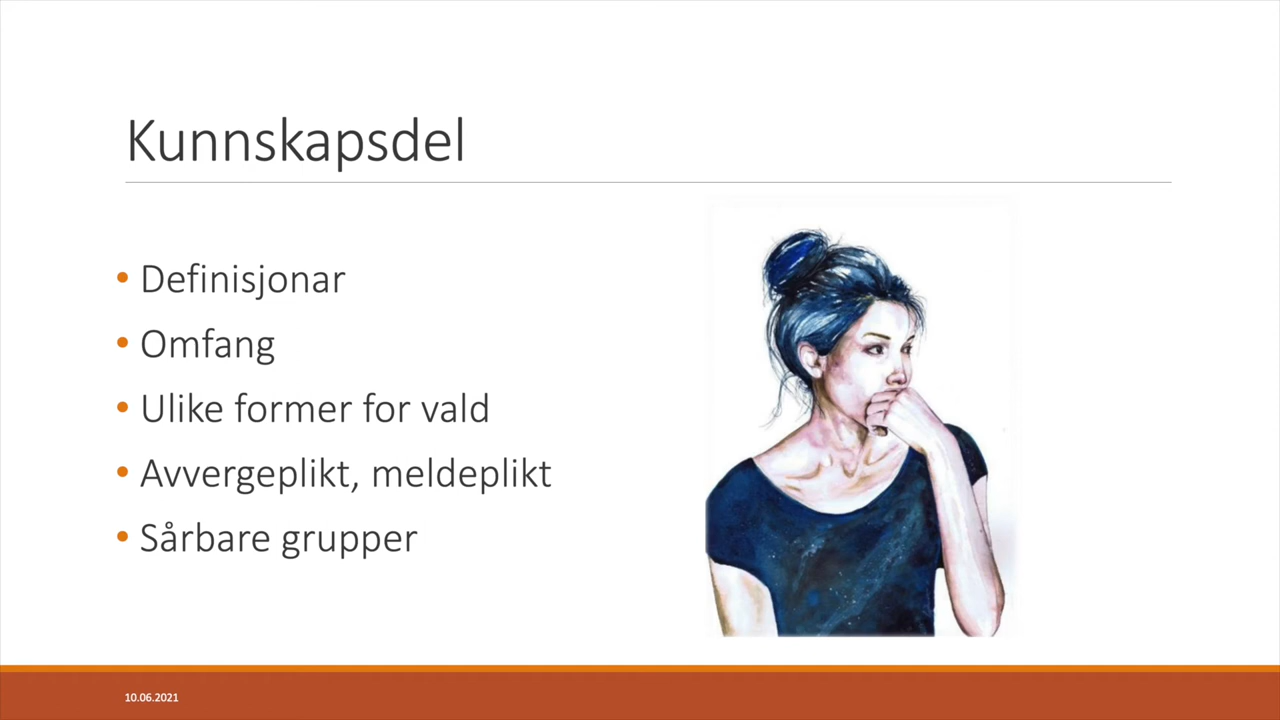 Kunnskapsdel
• Definisjonar
• Omfang
• Ulike former for vald
• Avvergeplikt, meldeplikt
• Sårbare grupper
10.06.2021